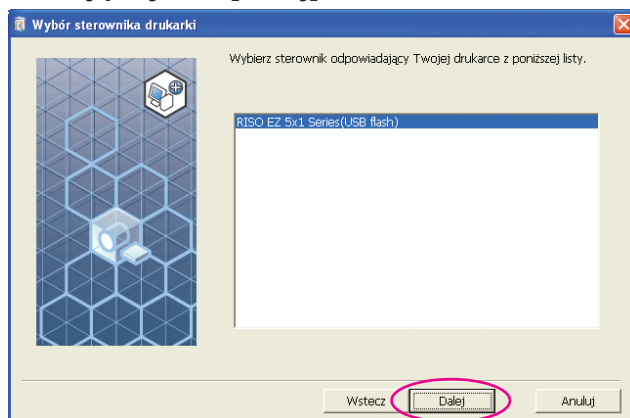 Wybór sterownika drukarki
Wybierz sterownik odpowiadający Twojej drukarce z poniższej listy.
RISO EZ 5x1 Series(USB flash)
Wstecz Dalej Anuluj